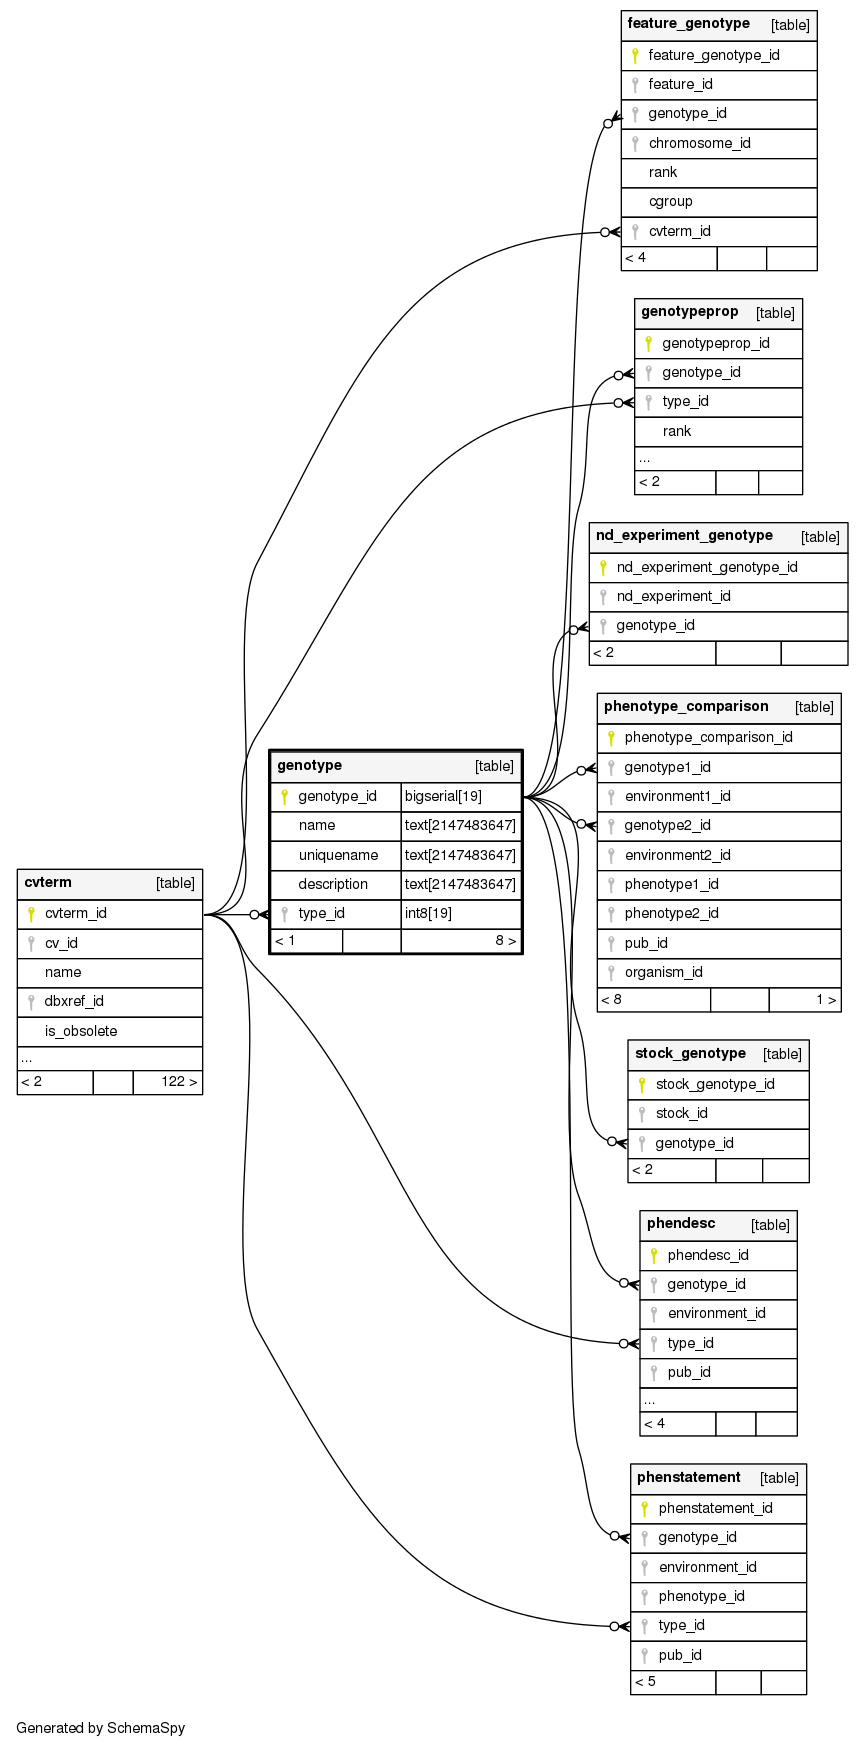 feature_genotype [table]
feature_genotype_id
feature_id
genotype_id
chromosome_id
rank
cgroup
cvterm_id
< 4
genotypeprop [table]
genotypeprop_id
genotype_id
type_id
rank
...
< 2
nd_experiment_genotype [table]
nd_experiment_genotype_id
nd_experiment_id
genotype_id
< 2
phenotype_comparison [table]
phenotype_comparison_id
genotype1_id
environment1_id
genotype2_id
environment2_id
phenotype1_id
phenotype2_id
pub_id
organism_id
< 8 1 >
genotype [table]
genotype_id bigserial[19]
name text[2147483647]
uniquename text[2147483647]
description text[2147483647]
type_id int8[19]
< 1 8 >
cvterm [table]
cvterm_id
cv_id
name
dbxref_id
is_obsolete
...
< 2 122 >
stock_genotype [table]
stock_genotype_id
stock_id
genotype_id
< 2
phendesc [table]
phendesc_id
genotype_id
environment_id
type_id
pub_id
...
< 4
phenstatement [table]
phenstatement_id
genotype_id
environment_id
phenotype_id
type_id
pub_id
< 5
Generated by SchemaSpy